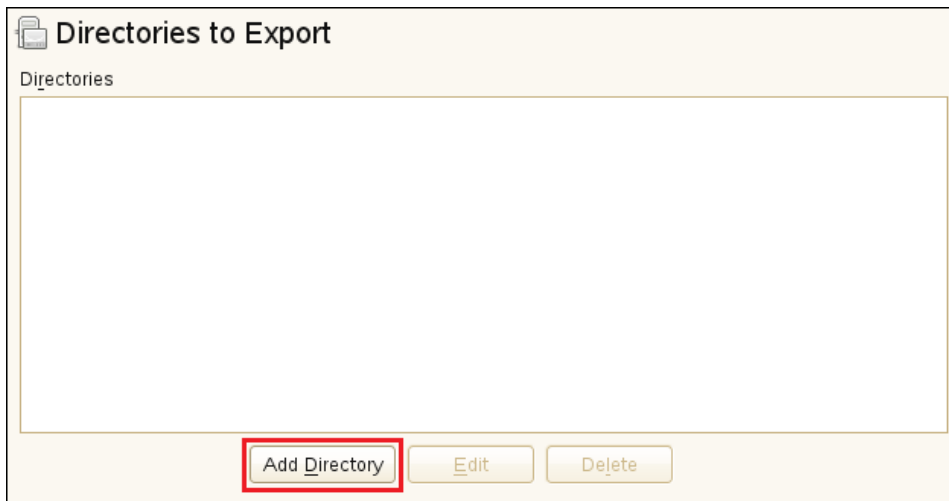 Directories to Export
Directories
Add Directory
Edit
Delete